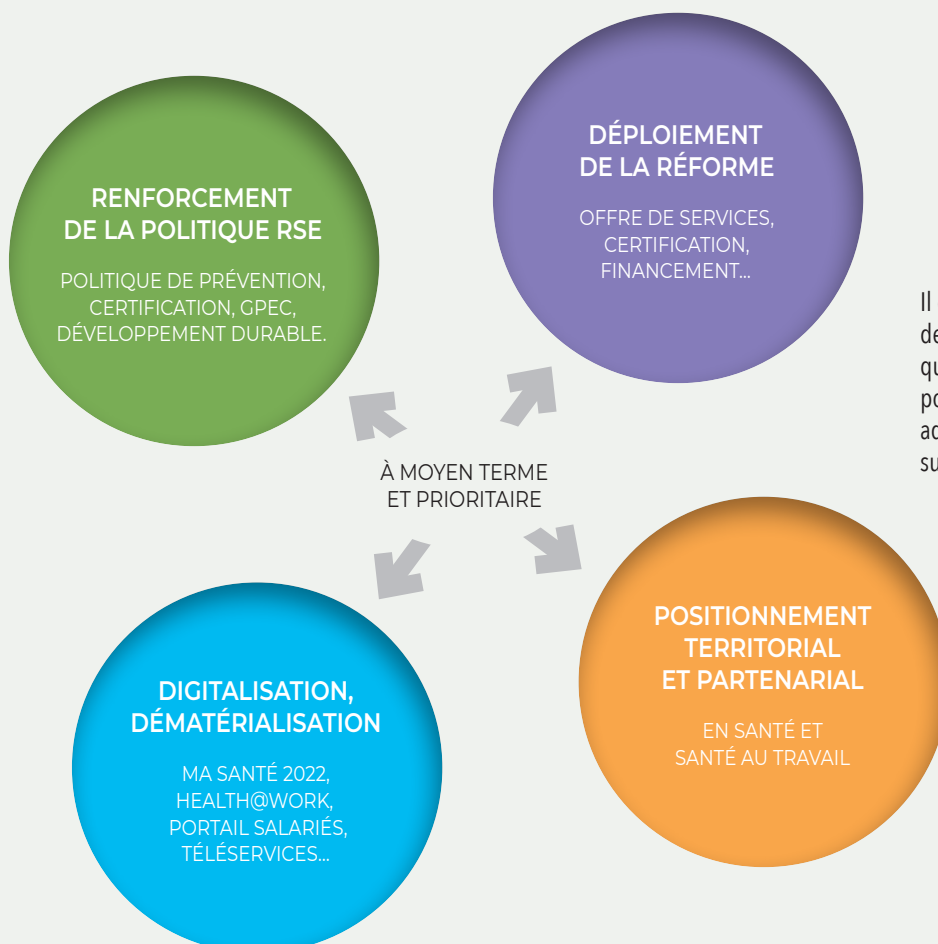 RENFORCEMENT
DE LA POLITIQUE RSE
POLITIQUE DE PRÉVENTION,
CERTIFICATION, GPEC,
DÉVELOPPEMENT DURABLE.
DÉPLOIEMENT
DE LA RÉFORME
OFFRE DE SERVICES,
CERTIFICATION,
FINANCEMENT...
À MOYEN TERME
ET PRIORITAIRE
DIGITALISATION,
DÉMATÉRIALISATION
MA SANTÉ 2022,
HEALTH@WORK,
PORTAIL SALARIÉS,
TÉLÉSERVICES...
POSITIONNEMENT
TERRITORIAL
ET PARTENARIAL
EN SANTÉ ET
SANTÉ AU TRAVAIL
Il